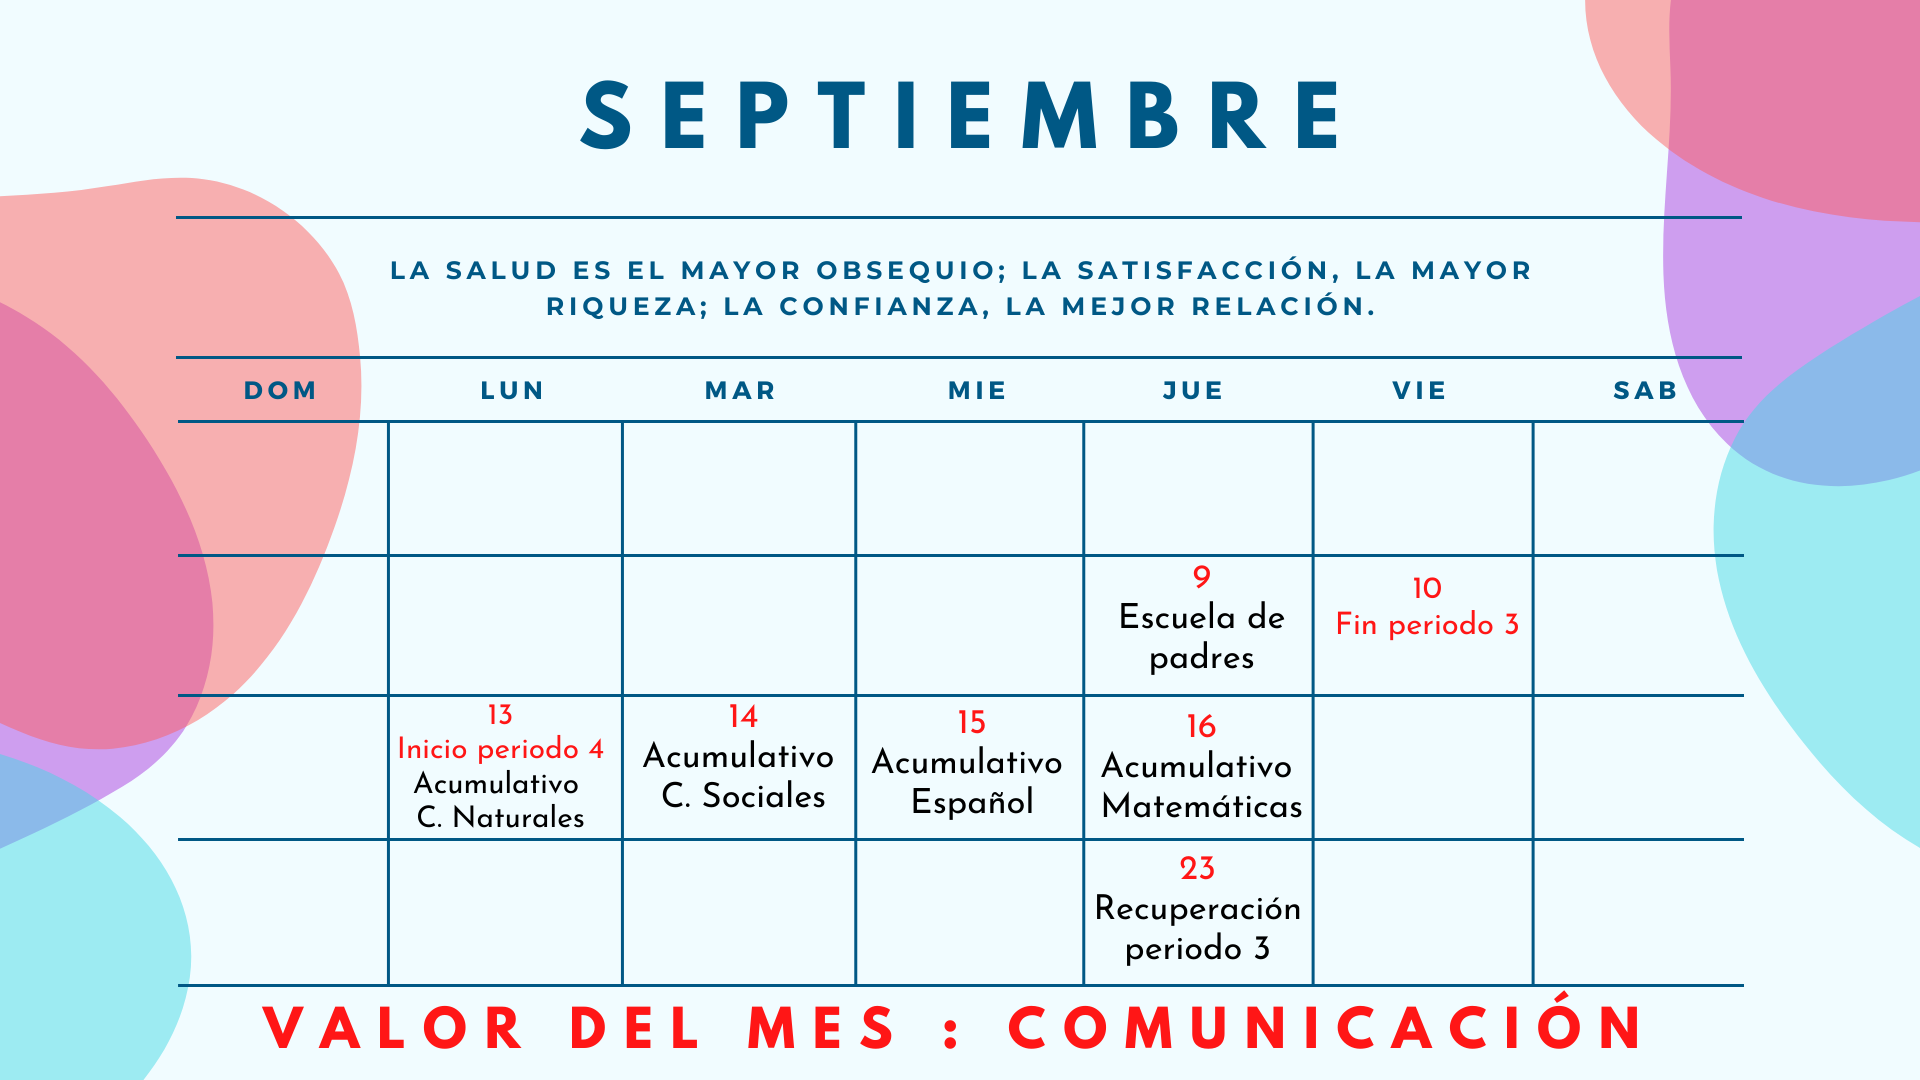 SEPTIEMBRE
LA SALUD ES EL MAYOR OBSEQUIO; LA SATISFACCIÓN, LA MAYOR
RIQUEZA; LA CONFIANZA, LA MEJOR RELACIÓN.
DOM LUN MAR MIE JUE VIE SAB
9
Escuela de
padres
10
Fin periodo 3
13
Inicio periodo 4
Acumulativo
C. Naturales
14
Acumulativo
C. Sociales
15
Acumulativo
Español
16
Acumulativo
Matemáticas
23
Recuperación
periodo 3
VALOR DEL MES : COMUNICACIÓN